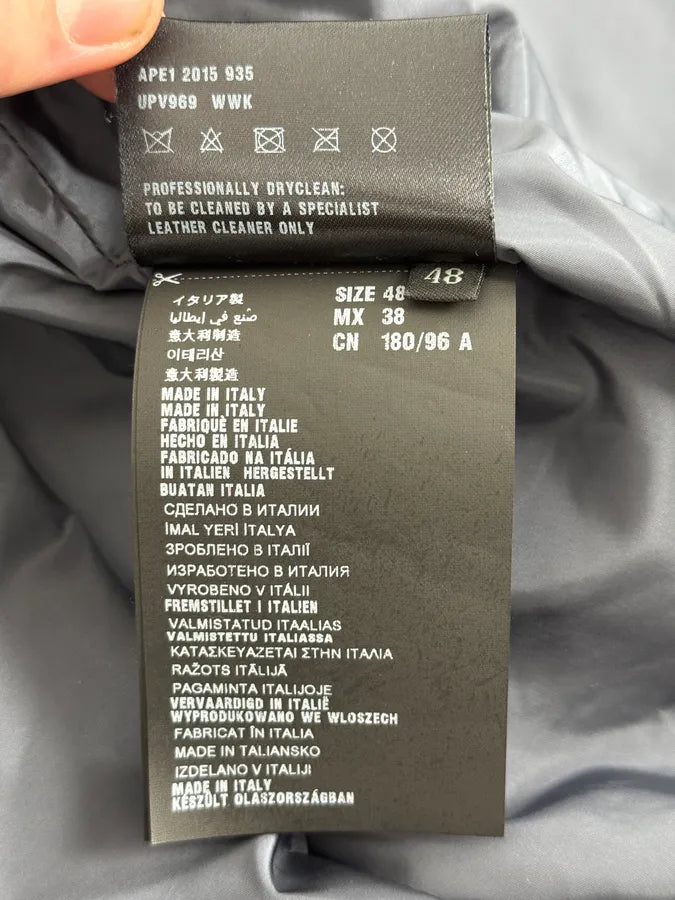 APE1 2015 935
UPV969 WWK
PROFESSIONALLY DRYCLEAN:
TO BE CLEANED BY A SPECIALIST
LEATHER CLEANER ONLY
48
SIZE 48
MX 38
CN 180/96 A
イタリア製
صنع في إيطاليا
意大利制造
이태리산
意大利製造
MADE IN ITALY
MADE IN ITALY
FABRIQUÈ EN ITALIE
HECHO EN ITALIA
FABRICADO NA ITÁLIA
IN ITALIEN HERGESTELLT
BUATAN ITALIA
СДЕЛАНО В ИТАЛИИ
İMAL YERİ İTALYA
ЗРОБЛЕНО В ІТАЛІЇ
ИЗРАБОТЕНО В ИТАЛИЯ
VYROBENO V ITÁLII
FREMSTILLET I ITALIEN
VALMISTATUD ITAALIAS
VALMISTETTU ITALIASSA
ΚΑΤΑΣΚΕΥΑΖΕΤΑΙ ΣΤΗΝ ΙΤΑΛΙΑ
RAŽOTS ITĀLIJĀ
PAGAMINTA ITALIJOJE
VERVAARDIGD IN ITALIË
WYPRODUKOWANO WE WLOSZECH
FABRICAT ÎN ITALIA
MADE IN TALIANSKO
IZDELANO V ITALIJI
MADE IN ITALY
KÉSZÜLT OLASZORSZÁGBAN